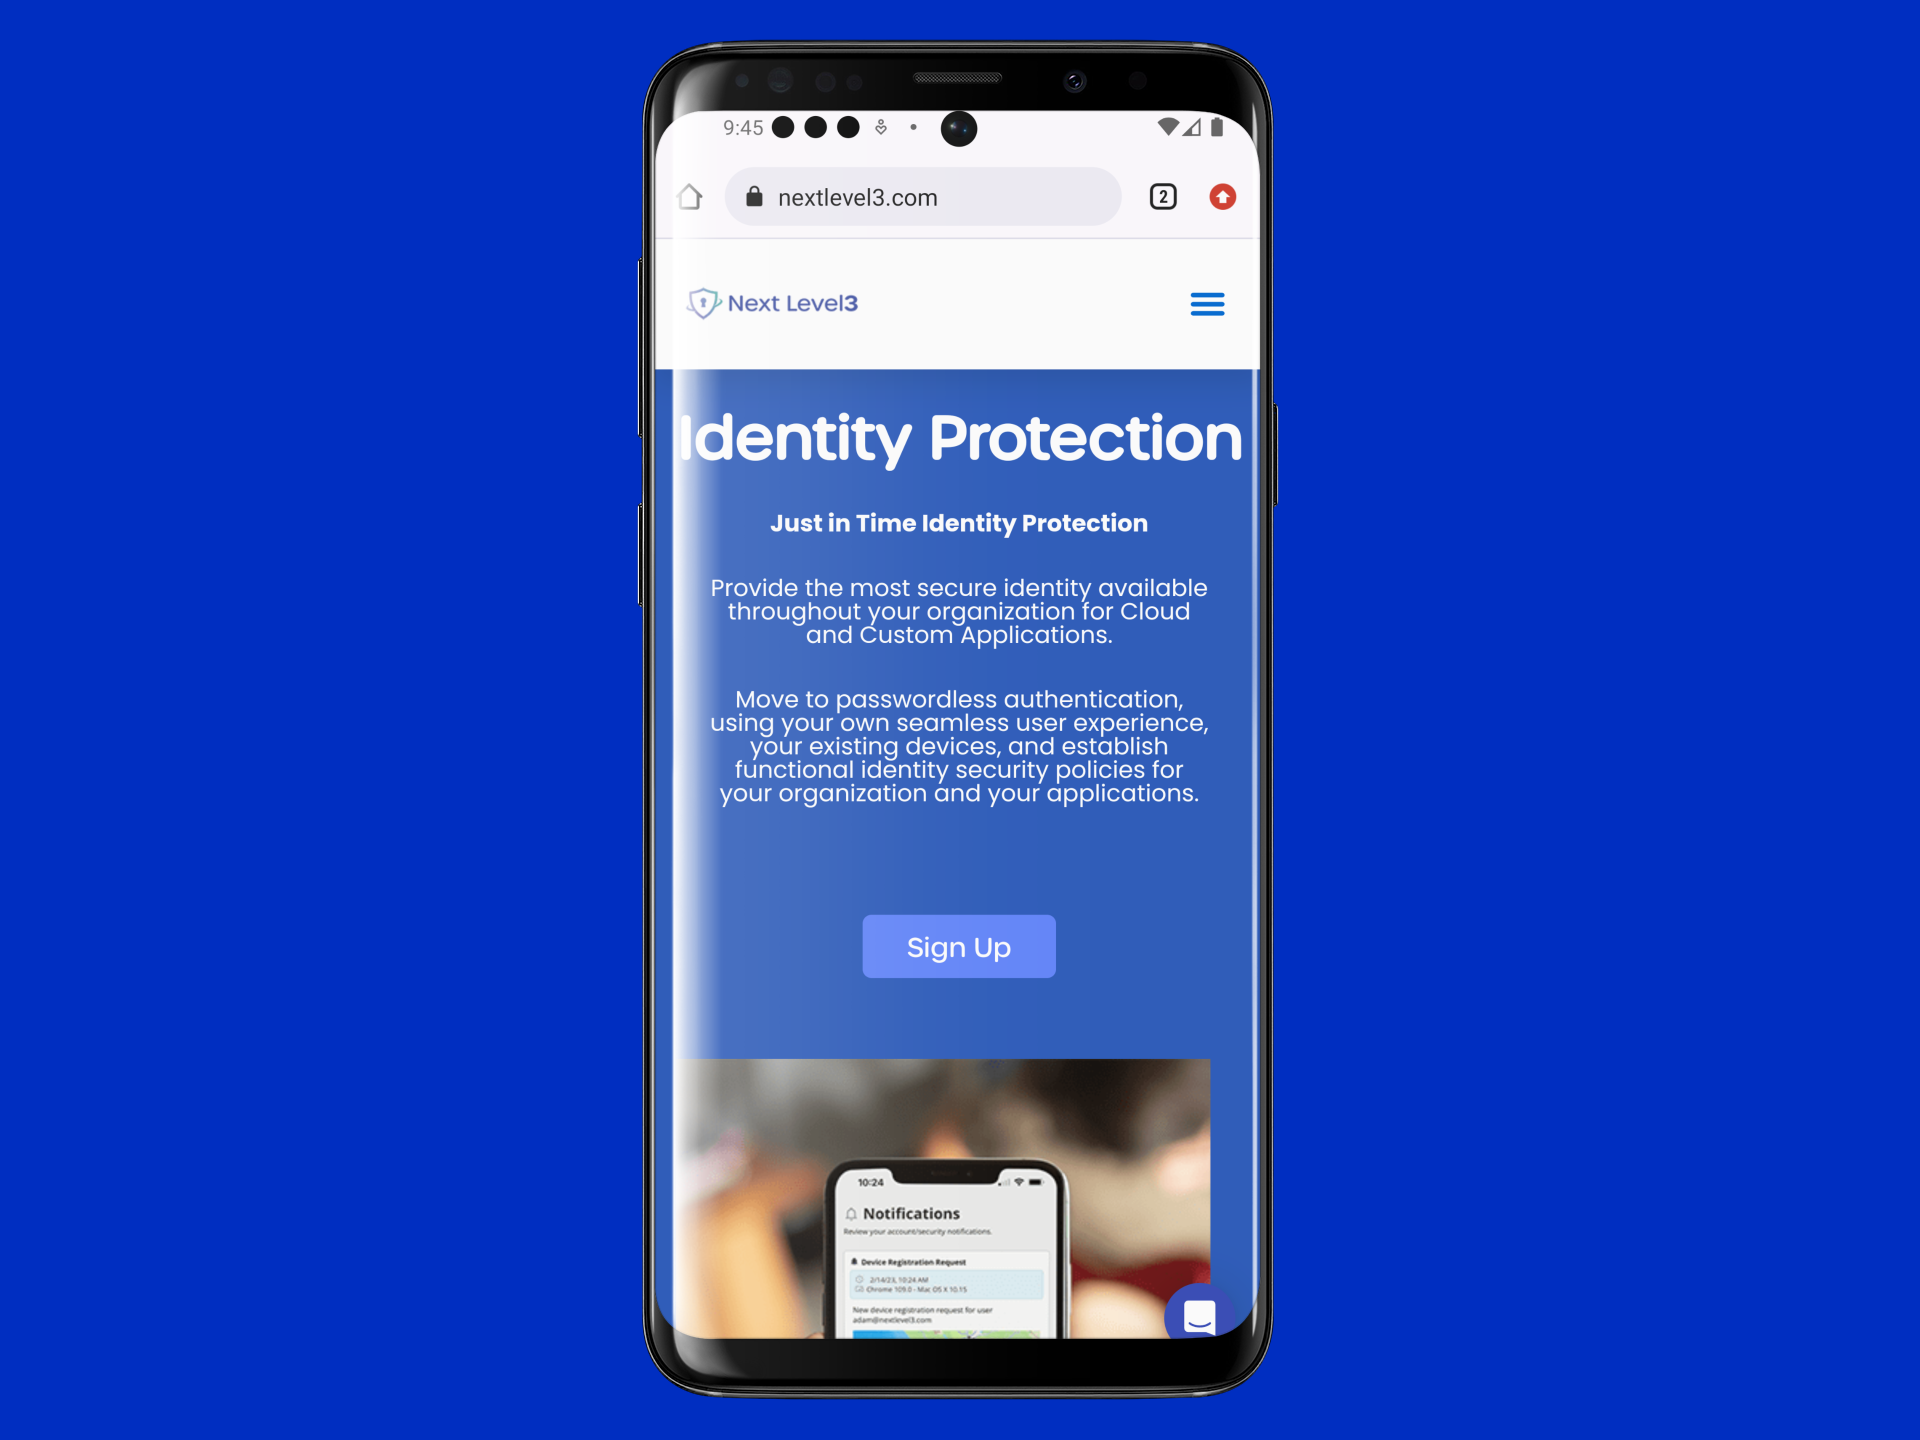 9:45
nextlevel3.com
2
Next Level3
Identity Protection
Just in Time Identity Protection
Provide the most secure identity available
throughout your organization for Cloud
and Custom Applications.
Move to passwordless authentication,
using your own seamless user experience,
your existing devices, and establish
functional identity security policies for
your organization and your applications.
Sign Up
10:24
Notifications
Review your account/security notifications.
Device Registration Request
2/14/23, 10:24 AM
Chrome 109.0 - Mac OS X 10.15
New device registration request for user
adam@nextlevel3.com